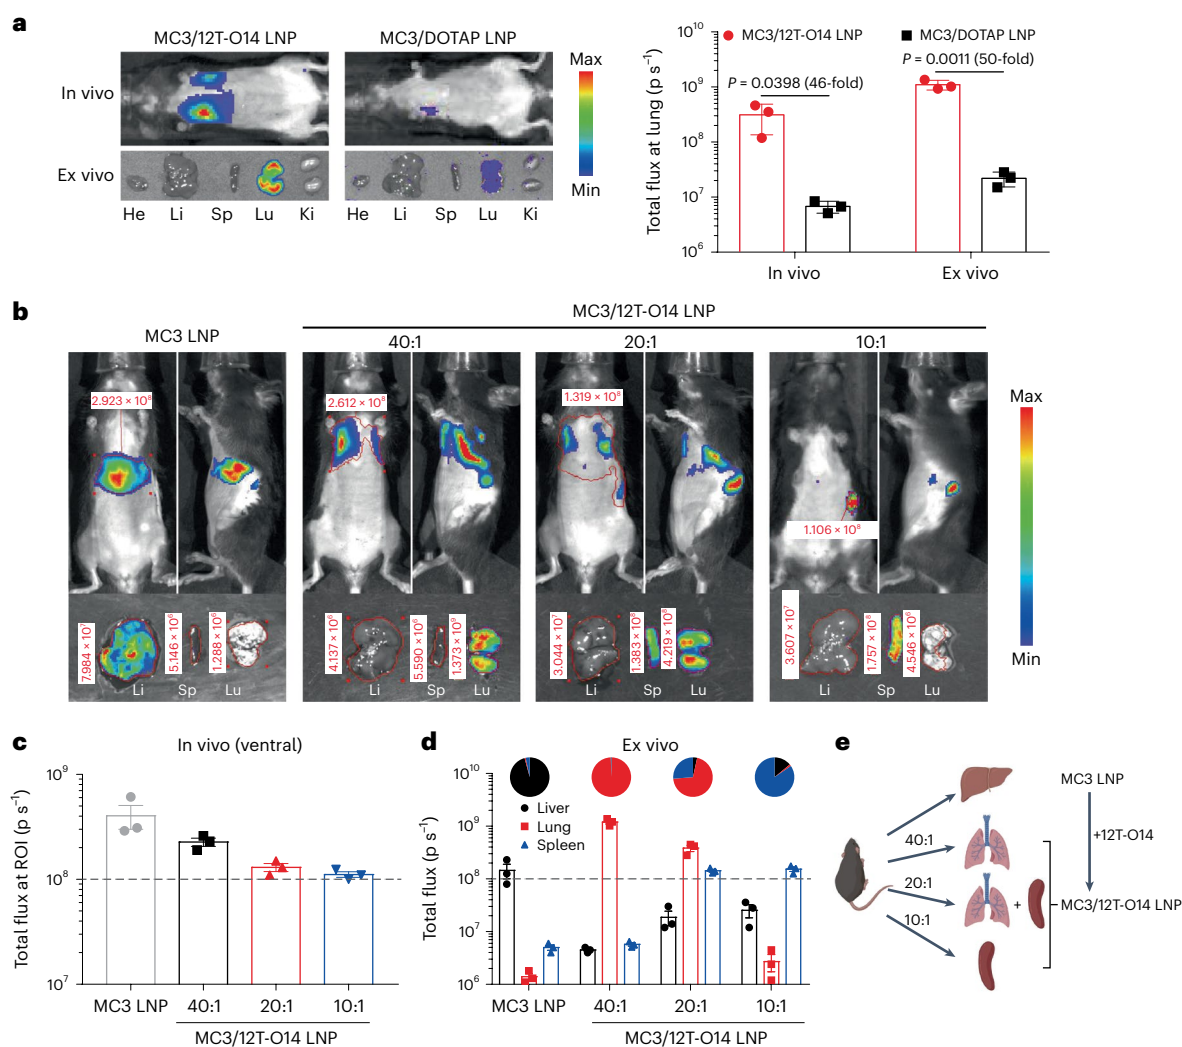 a
MC3/12T-O14 LNP
MC3/DOTAP LNP
In vivo
Ex vivo
He Li Sp Lu Ki
He Li Sp Lu Ki
Max
Min
Total flux at lung (p s⁻¹)
10¹⁰
10⁹
10⁸
10⁷
10⁶
MC3/12T-O14 LNP
MC3/DOTAP LNP
P = 0.0398 (46-fold)
P = 0.0011 (50-fold)
In vivo
Ex vivo
b
MC3/12T-O14 LNP
MC3 LNP
40:1
20:1
10:1
2.923 × 10⁸
2.612 × 10⁸
1.319 × 10⁸
1.106 × 10⁸
7.984 × 10⁷
5.146 × 10⁶
1.288 × 10⁶
Li Sp Lu
4.137 × 10⁶
5.590 × 10⁶
1.373 × 10⁹
Li Sp Lu
3.044 × 10⁷
1.383 × 10⁸
4.219 × 10⁸
Li Sp Lu
3.607 × 10⁷
1.757 × 10⁸
4.546 × 10⁶
Li Sp Lu
Max
Min
c
In vivo (ventral)
Total flux at ROI (p s⁻¹)
10⁹
10⁸
10⁷
MC3 LNP
40:1
20:1
10:1
MC3/12T-O14 LNP
d
Ex vivo
Total flux (p s⁻¹)
10¹⁰
10⁹
10⁸
10⁷
10⁶
Liver
Lung
Spleen
MC3 LNP
40:1
20:1
10:1
MC3/12T-O14 LNP
e
40:1
20:1
10:1
+
MC3 LNP
+12T-O14
MC3/12T-O14 LNP